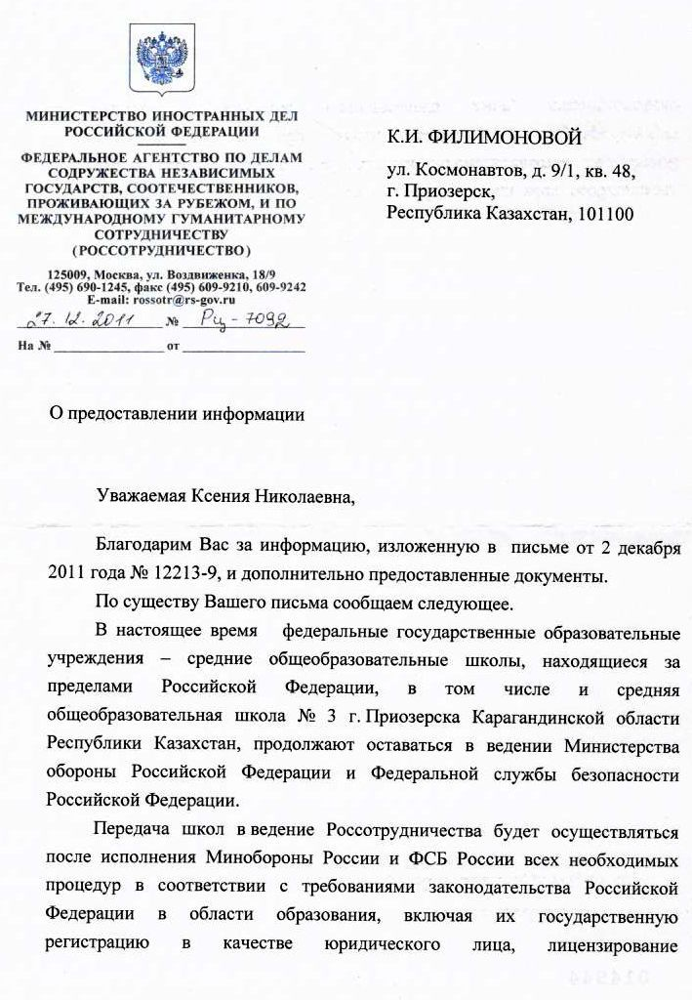 МИНИСТЕРСТВО ИНОСТРАННЫХ ДЕЛ
РОССИЙСКОЙ ФЕДЕРАЦИИ
ФЕДЕРАЛЬНОЕ АГЕНТСТВО ПО ДЕЛАМ
СОДРУЖЕСТВА НЕЗАВИСИМЫХ
ГОСУДАРСТВ, СООТЕЧЕСТВЕННИКОВ,
ПРОЖИВАЮЩИХ ЗА РУБЕЖОМ, И ПО
МЕЖДУНАРОДНОМУ ГУМАНИТАРНОМУ
СОТРУДНИЧЕСТВУ
(РОССОТРУДНИЧЕСТВО)
125009, Москва, ул. Воздвиженка, 18/9
Тел. (495) 690-1245, факс (495) 609-9210, 609-9242
E-mail: rossotr@rs-gov.ru
27.12.2011 № Рц-7092
На № от
К.И. ФИЛИМОНОВОЙ
ул. Космонавтов, д. 9/1, кв. 48,
г. Приозерск,
Республика Казахстан, 101100
О предоставлении информации
Уважаемая Ксения Николаевна,
Благодарим Вас за информацию, изложенную в письме от 2 декабря
2011 года № 12213-9, и дополнительно предоставленные документы.
По существу Вашего письма сообщаем следующее.
В настоящее время федеральные государственные образовательные
учреждения – средние общеобразовательные школы, находящиеся за
пределами Российской Федерации, в том числе и средняя
общеобразовательная школа № 3 г. Приозерска Карагандинской области
Республики Казахстан, продолжают оставаться в ведении Министерства
обороны Российской Федерации и Федеральной службы безопасности
Российской Федерации.
Передача школ в ведение Россотрудничества будет осуществляться
после исполнения Минобороны России и ФСБ России всех необходимых
процедур в соответствии с требованиями законодательства Российской
Федерации в области образования, включая их государственную
регистрацию в качестве юридического лица, лицензирование